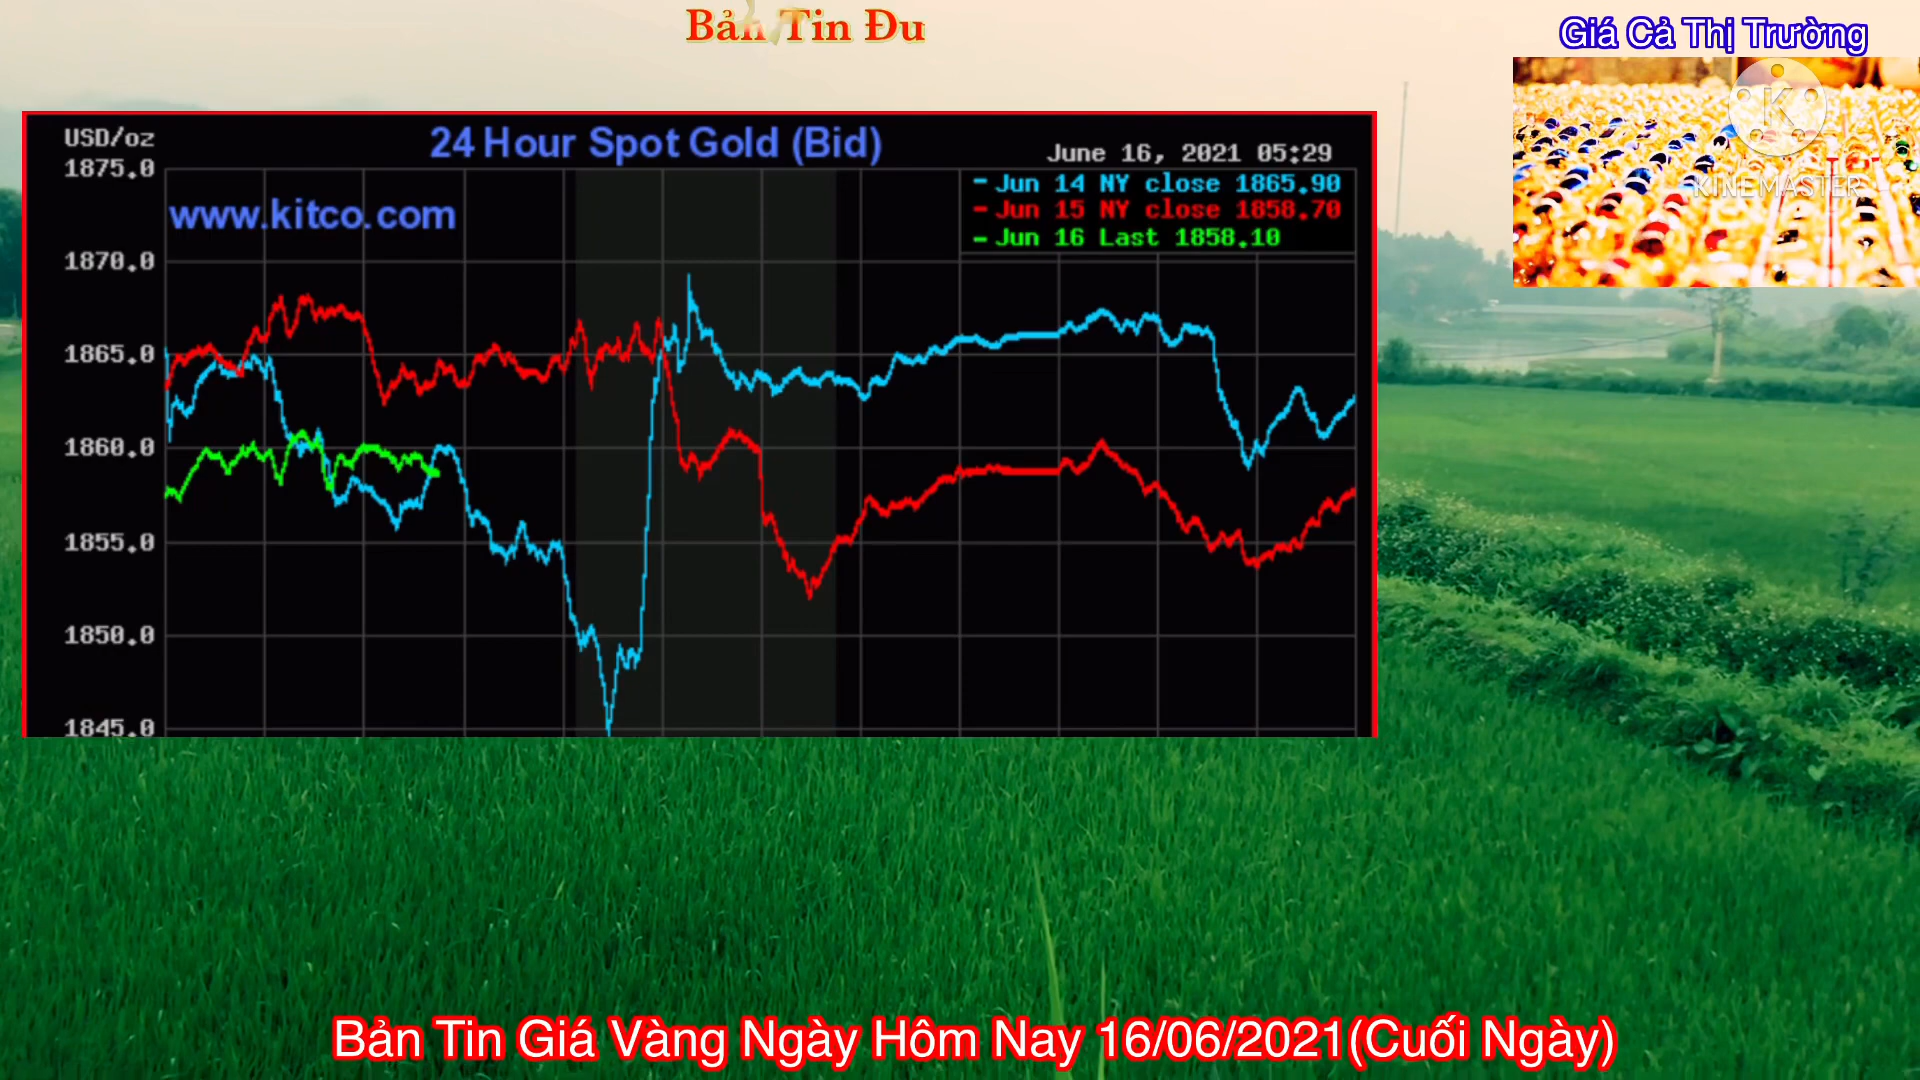 Bản Tin Đu
Giá Cả Thị Trường
KINEMASTER
USD/oz
24 Hour Spot Gold (Bid)
June 16, 2021 05:29
1875.0
Jun 14 NY close 1865.90
Jun 15 NY close 1858.70
Jun 16 Last 1858.10
www.kitco.com
1870.0
1865.0
1860.0
1855.0
1850.0
1845.0
Bản Tin Giá Vàng Ngày Hôm Nay 16/06/2021(Cuối Ngày)